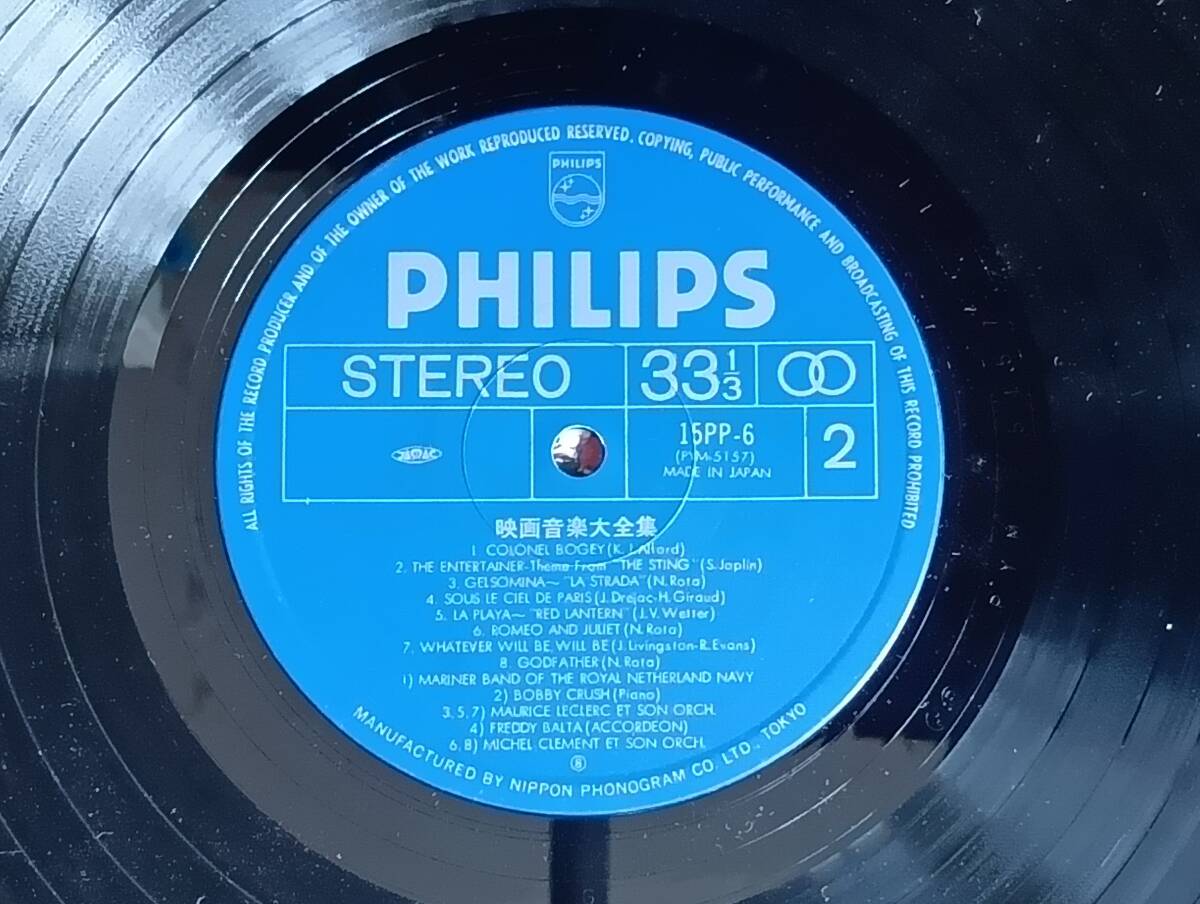 ALL RIGHTS OF THE RECORD PRODUCER AND OF THE OWNER OF THE WORK REPRODUCED RESERVED. COPYING, PUBLIC PERFORMANCE AND BROADCASTING OF THIS RECORD PROHIBITED
PHILIPS
PHILIPS
STEREO 33 1/3
15PP-6
(PYM-5157)
MADE IN JAPAN
2
JASRAC
映画音楽大全集
1. COLONEL BOGEY (K.J.Alford)
2. THE ENTERTAINER-Theme From "THE STING" (S.Joplin)
3. GELSOMINA~ "LA STRADA" (N.Rota)
4. SOUS LE CIEL DE PARIS (J.Drejac-H.Giraud)
5. LA PLAYA~ "RED LANTERN" (J.V.Wetter)
6. ROMEO AND JULIET (N.Rota)
7. WHATEVER WILL BE, WILL BE (J.Livingston-R.Evans)
8. GODFATHER (N.Rota)
1) MARINER BAND OF THE ROYAL NETHERLAND NAVY
2) BOBBY CRUSH (Piano)
3.5.7) MAURICE LECLERC ET SON ORCH.
4) FREDDY BALTA (ACCORDEON)
6.8) MICHEL CLEMENT ET SON ORCH.
Ⓑ
MANUFACTURED BY NIPPON PHONOGRAM CO. LTD., TOKYO